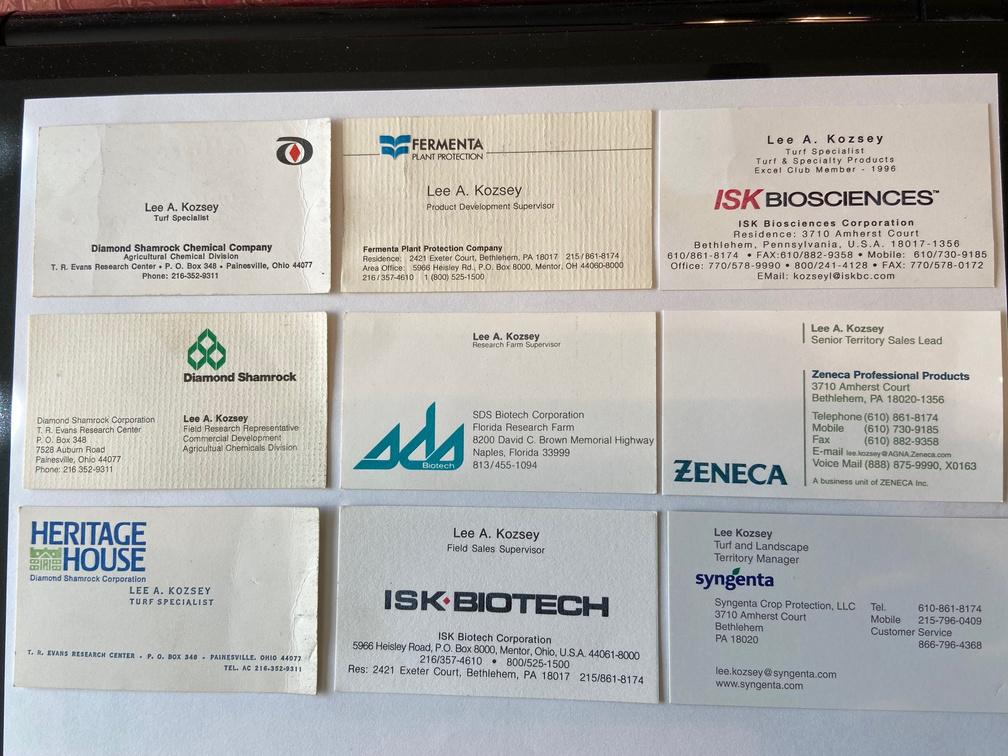 Lee A. Kozsey
Turf Specialist
Diamond Shamrock Chemical Company
Agricultural Chemical Division
T. R. Evans Research Center • P. O. Box 348 • Painesville, Ohio 44077
Phone: 216-352-9311
FERMENTA
PLANT PROTECTION
Lee A. Kozsey
Product Development Supervisor
Fermenta Plant Protection Company
Residence: 2421 Exeter Court, Bethlehem, PA 18017 215/861-8174
Area Office: 5966 Heisley Rd., P.O. Box 8000, Mentor, OH 44060-8000
216/357-4610 1 (800) 525-1500
Lee A. Kozsey
Turf Specialist
Turf & Specialty Products
Excel Club Member - 1996
ISK BIOSCIENCES™
ISK Biosciences Corporation
Residence: 3710 Amherst Court
Bethlehem, Pennsylvania, U.S.A. 18017-1356
610/861-8174 • FAX:610/882-9358 • Mobile: 610/730-9185
Office: 770/578-9990 • 800/241-4128 • FAX: 770/578-0172
EMail: kozseyl@iskbc.com
Diamond Shamrock
Diamond Shamrock Corporation
T. R. Evans Research Center
P. O. Box 348
7528 Auburn Road
Painesville, Ohio 44077
Phone: 216 352-9311
Lee A. Kozsey
Field Research Representative
Commercial Development
Agricultual Chemicals Division
Lee A. Kozsey
Research Farm Supervisor
sds
Biotech
SDS Biotech Corporation
Florida Research Farm
8200 David C. Brown Memorial Highway
Naples, Florida 33999
813/455-1094
Lee A. Kozsey
Senior Territory Sales Lead
Zeneca Professional Products
3710 Amherst Court
Bethlehem, PA 18020-1356
Telephone (610) 861-8174
Mobile (610) 730-9185
Fax (610) 882-9358
E-mail lee.kozsey@AGNA.Zeneca.com
Voice Mail (888) 875-9990, X0163
A business unit of ZENECA Inc.
ZENECA
HERITAGE
HOUSE
Diamond Shamrock Corporation
LEE A. KOZSEY
TURF SPECIALIST
T. R. EVANS RESEARCH CENTER • P. O. BOX 348 • PAINESVILLE, OHIO 44077
TEL. AC 216-352-9311
Lee A. Kozsey
Field Sales Supervisor
ISK BIOTECH
ISK Biotech Corporation
5966 Heisley Road, P.O. Box 8000, Mentor, Ohio, U.S.A. 44061-8000
216/357-4610 • 800/525-1500
Res: 2421 Exeter Court, Bethlehem, PA 18017 215/861-8174
Lee Kozsey
Turf and Landscape
Territory Manager
syngenta
Syngenta Crop Protection, LLC
3710 Amherst Court
Bethlehem
PA 18020
Tel. 610-861-8174
Mobile 215-796-0409
Customer Service
866-796-4368
lee.kozsey@syngenta.com
www.syngenta.com